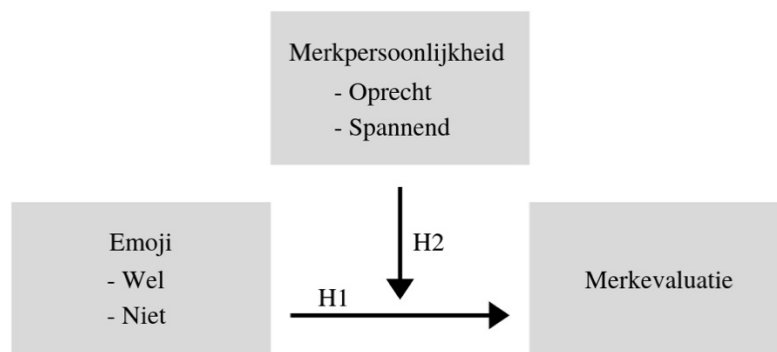 Merkpersoonlijkheid
- Oprecht
- Spannend
H2
Emoji
- Wel
- Niet
H1
Merkevaluatie